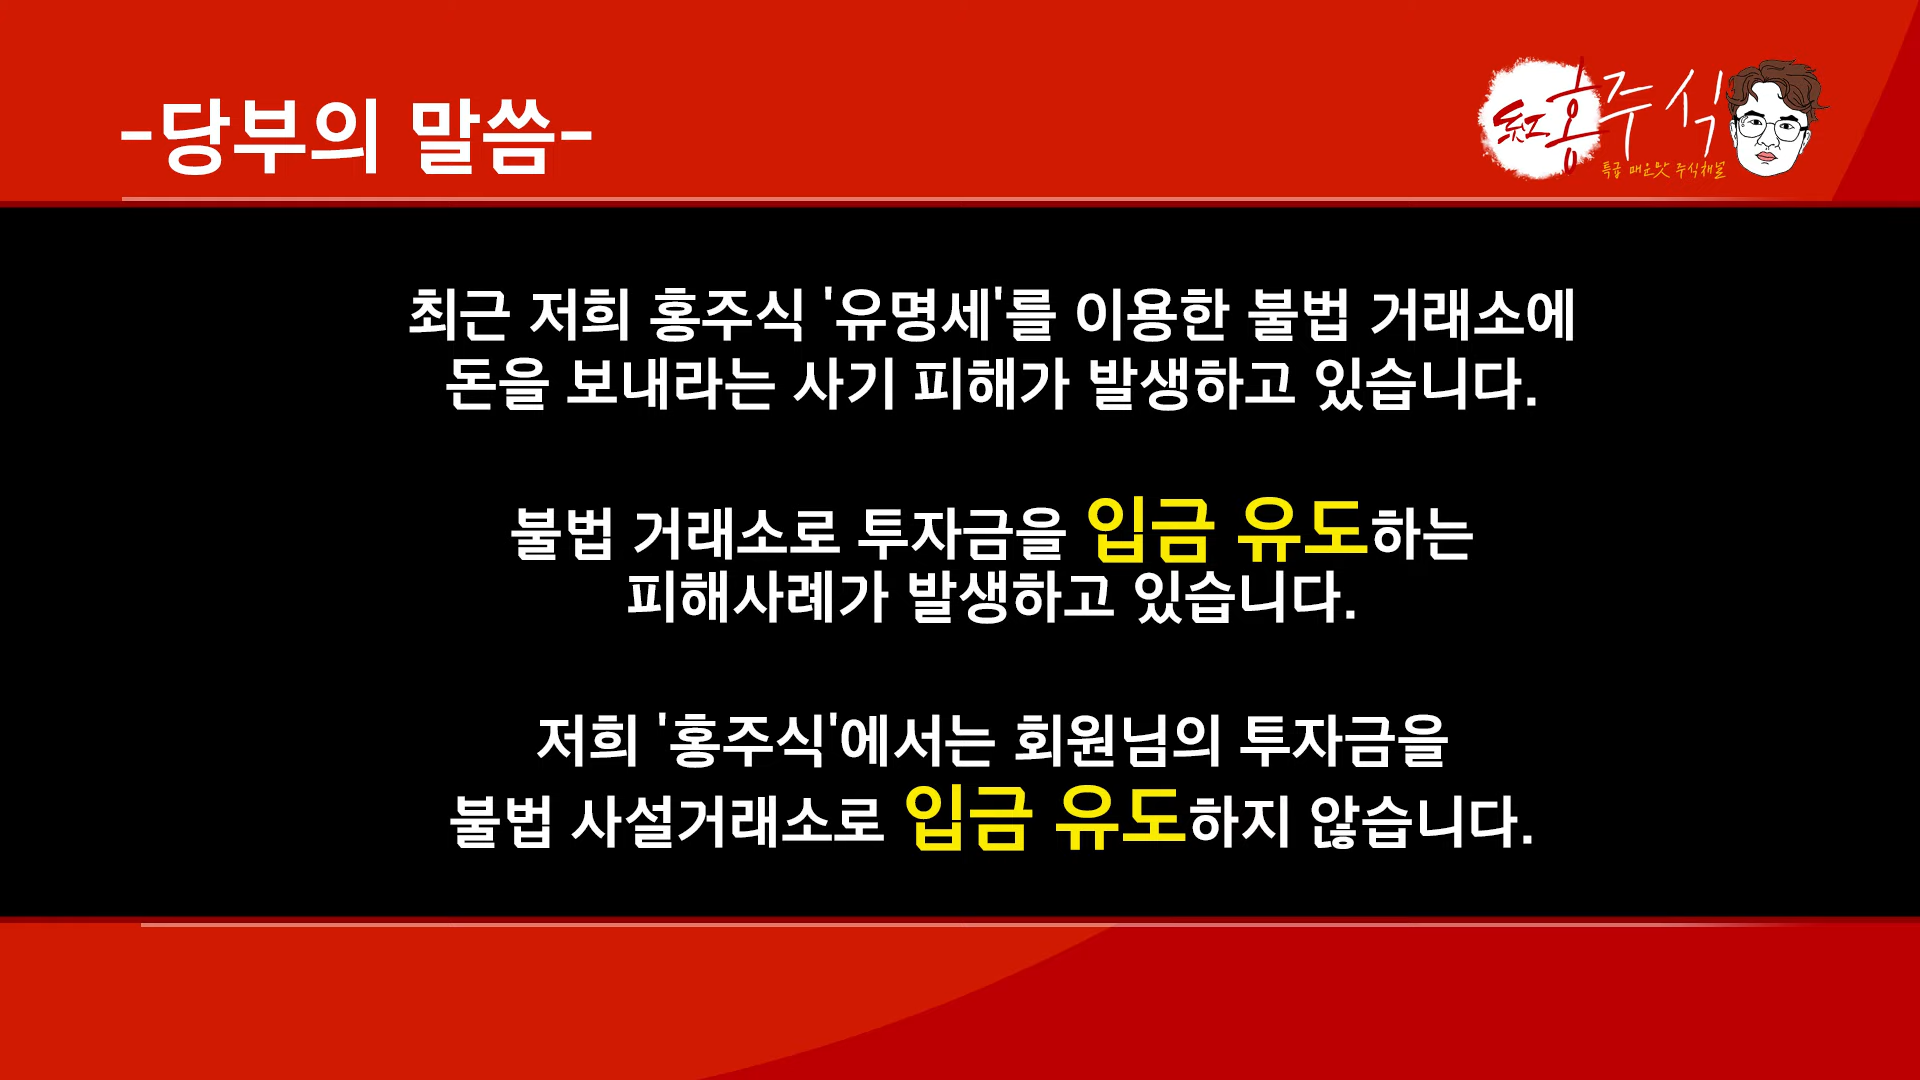 -당부의 말씀-
紅홍주식
특급 매운맛 주식채널
최근 저희 홍주식 '유명세'를 이용한 불법 거래소에
돈을 보내라는 사기 피해가 발생하고 있습니다.
불법 거래소로 투자금을 입금 유도하는
피해사례가 발생하고 있습니다.
저희 '홍주식'에서는 회원님의 투자금을
불법 사설거래소로 입금 유도하지 않습니다.